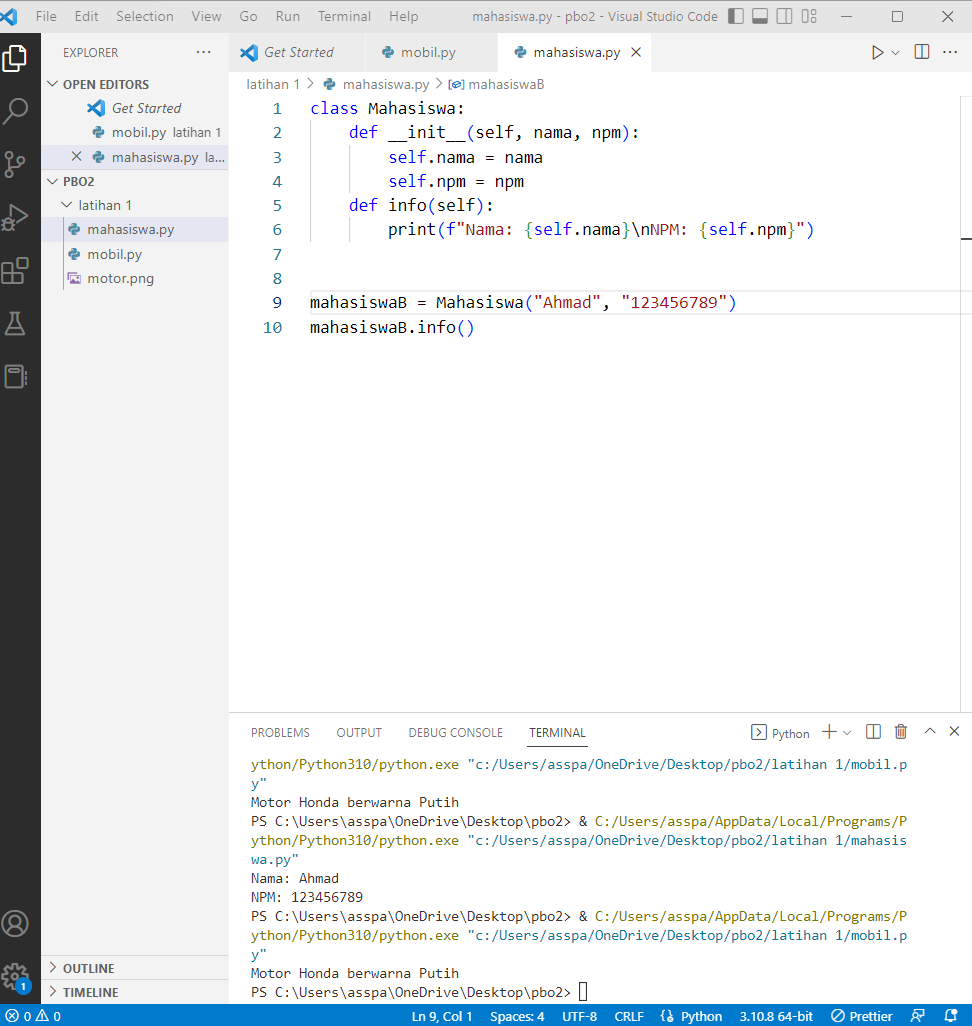 File Edit Selection View Go Run Terminal Help mahasiswa.py - pbo2 - Visual Studio Code
EXPLORER
Get Started mobil.py mahasiswa.py
OPEN EDITORS
Get Started
mobil.py latihan 1
mahasiswa.py la...
PBO2
latihan 1
mahasiswa.py
mobil.py
motor.png
OUTLINE
TIMELINE
latihan 1 > mahasiswa.py > mahasiswaB
1 class Mahasiswa:
2 def __init__(self, nama, npm):
3 self.nama = nama
4 self.npm = npm
5 def info(self):
6 print(f"Nama: {self.nama}\nNPM: {self.npm}")
7
8
9 mahasiswaB = Mahasiswa("Ahmad", "123456789")
10 mahasiswaB.info()
PROBLEMS OUTPUT DEBUG CONSOLE TERMINAL Python
ython/Python310/python.exe "c:/Users/asspa/OneDrive/Desktop/pbo2/latihan 1/mobil.p
y"
Motor Honda berwarna Putih
PS C:\Users\asspa\OneDrive\Desktop\pbo2> & C:/Users/asspa/AppData/Local/Programs/P
ython/Python310/python.exe "c:/Users/asspa/OneDrive/Desktop/pbo2/latihan 1/mahasis
wa.py"
Nama: Ahmad
NPM: 123456789
PS C:\Users\asspa\OneDrive\Desktop\pbo2> & C:/Users/asspa/AppData/Local/Programs/P
ython/Python310/python.exe "c:/Users/asspa/OneDrive/Desktop/pbo2/latihan 1/mobil.p
y"
Motor Honda berwarna Putih
PS C:\Users\asspa\OneDrive\Desktop\pbo2>
1
0 0 Ln 9, Col 1 Spaces: 4 UTF-8 CRLF Python 3.10.8 64-bit Prettier